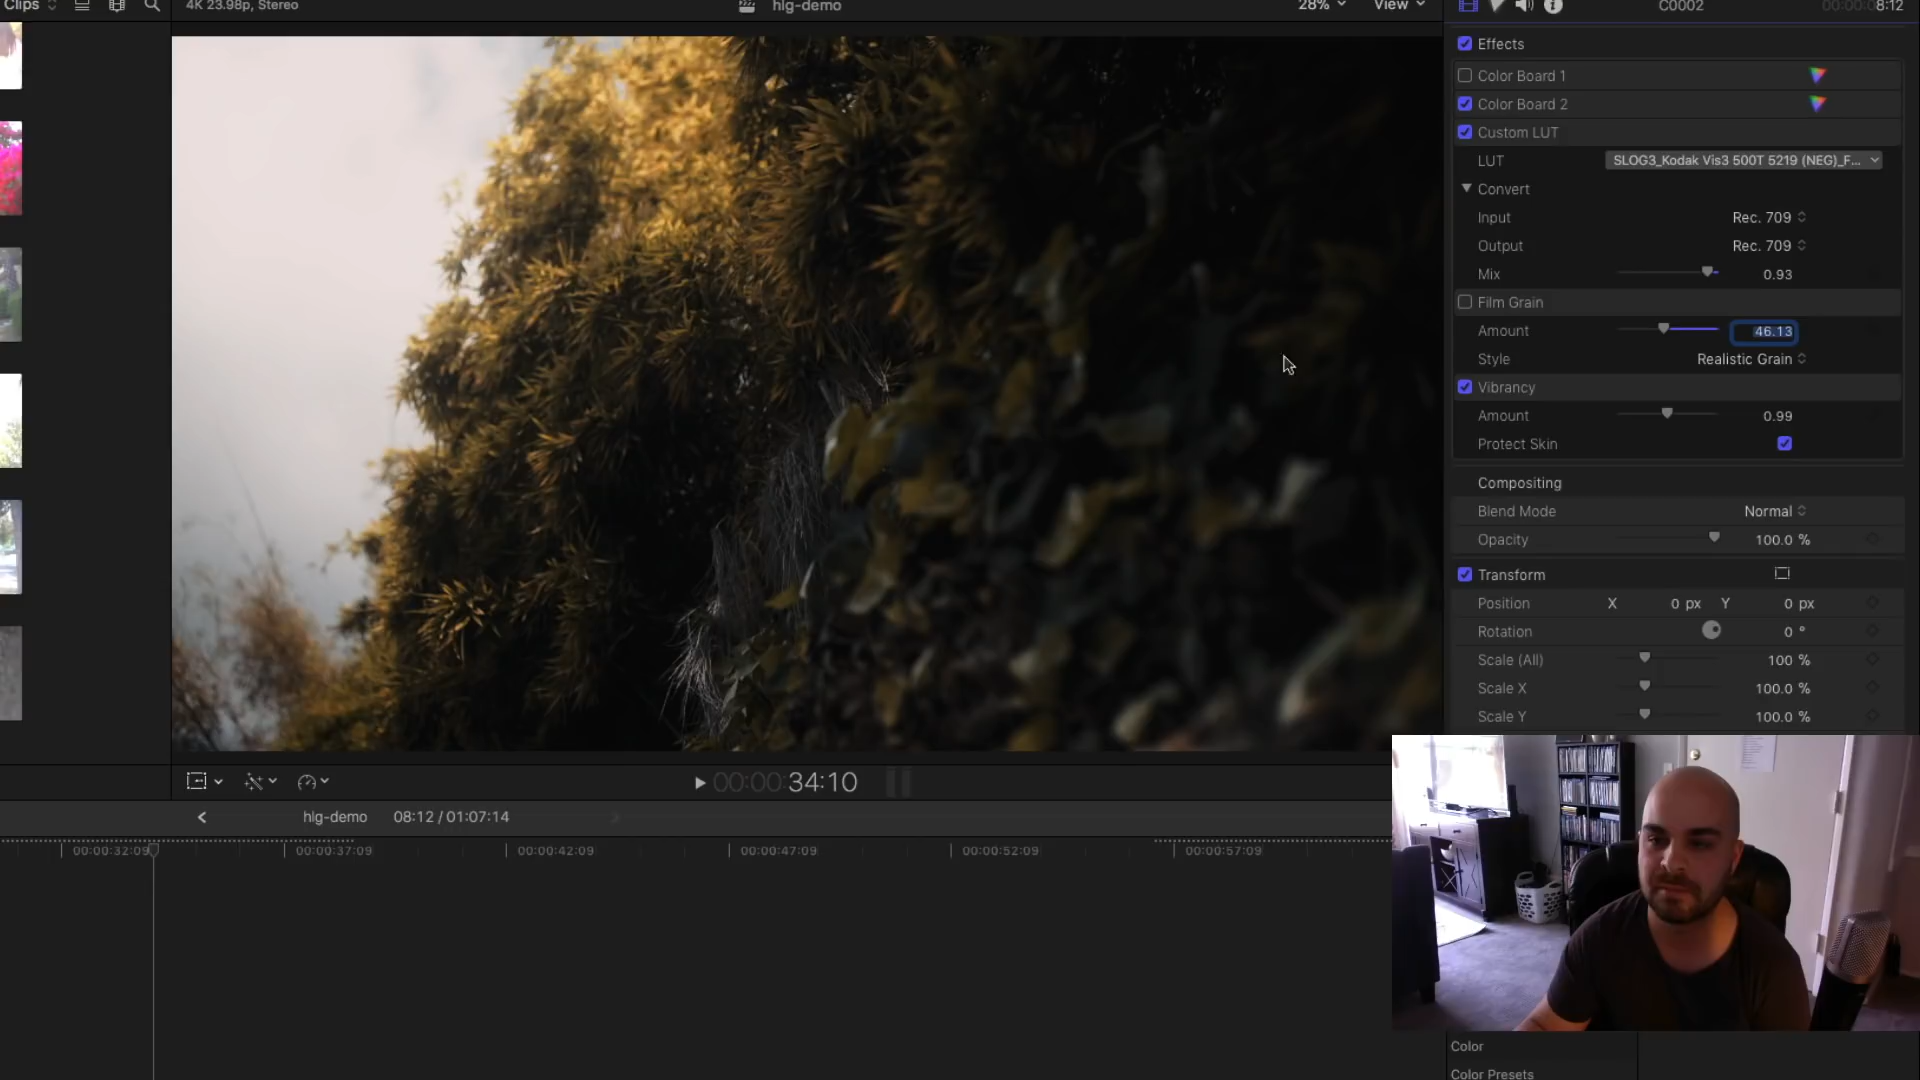 Clips
4K 23.98p, Stereo
hlg-demo
28%
View
C0002
00:00:08:12
Effects
Color Board 1
Color Board 2
Custom LUT
LUT
SLOG3_Kodak Vis3 500T 5219 (NEG)_F...
Convert
Input
Rec. 709
Output
Rec. 709
Mix
0.93
Film Grain
Amount
46.13
Style
Realistic Grain
Vibrancy
Amount
0.99
Protect Skin
Compositing
Blend Mode
Normal
Opacity
100.0 %
Transform
Position
X 0 px Y 0 px
Rotation
0 °
Scale (All)
100 %
Scale X
100.0 %
Scale Y
100.0 %
00:00:34:10
hlg-demo
08:12 / 01:07:14
00:00:32:09
00:00:37:09
00:00:42:09
00:00:47:09
00:00:52:09
00:00:57:09
Color
Color Presets